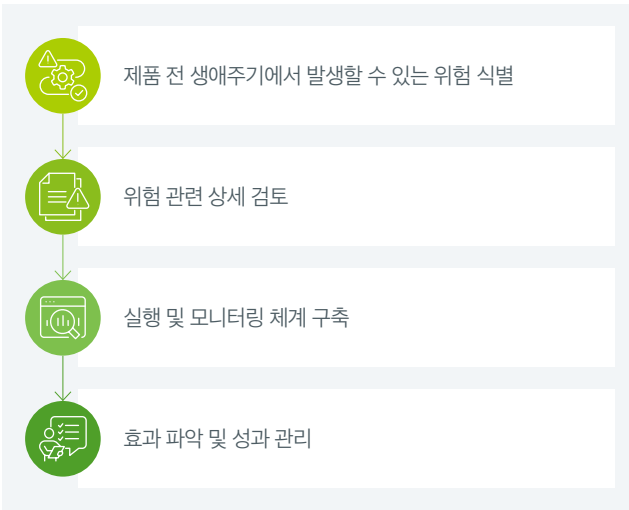 제품 전 생애주기에서 발생할 수 있는 위험 식별
위험 관련 상세 검토
실행 및 모니터링 체계 구축
효과 파악 및 성과 관리